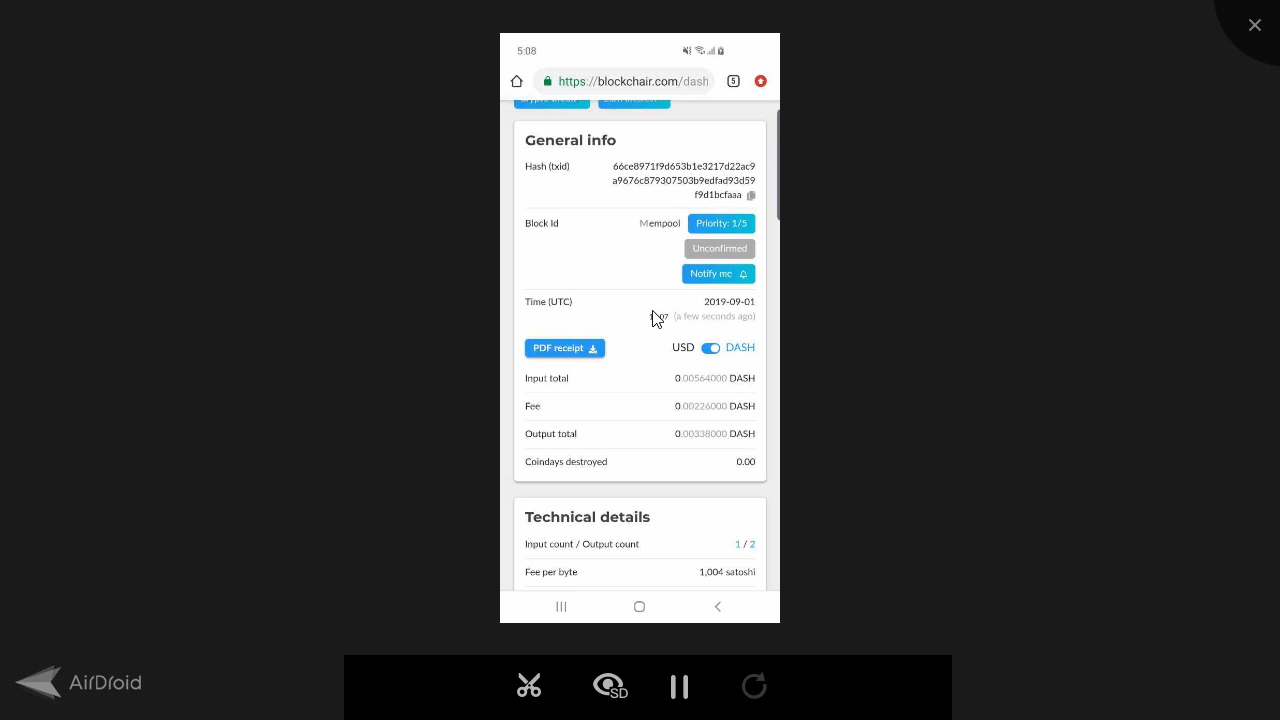 5:08
https://blockchair.com/dash
5
General info
Hash (txid)
66ce8971f9d653b1e3217d22ac9
a9676c879307503b9edfad93d59
f9d1bcfaaa
Block Id
Mempool
Priority: 1/5
Unconfirmed
Notify me
Time (UTC)
2019-09-01
(a few seconds ago)
PDF receipt
USD
DASH
Input total
0.00564000 DASH
Fee
0.00226000 DASH
Output total
0.00338000 DASH
Coindays destroyed
0.00
Technical details
Input count / Output count
1 / 2
Fee per byte
1,004 satoshi
SD
AirDroid